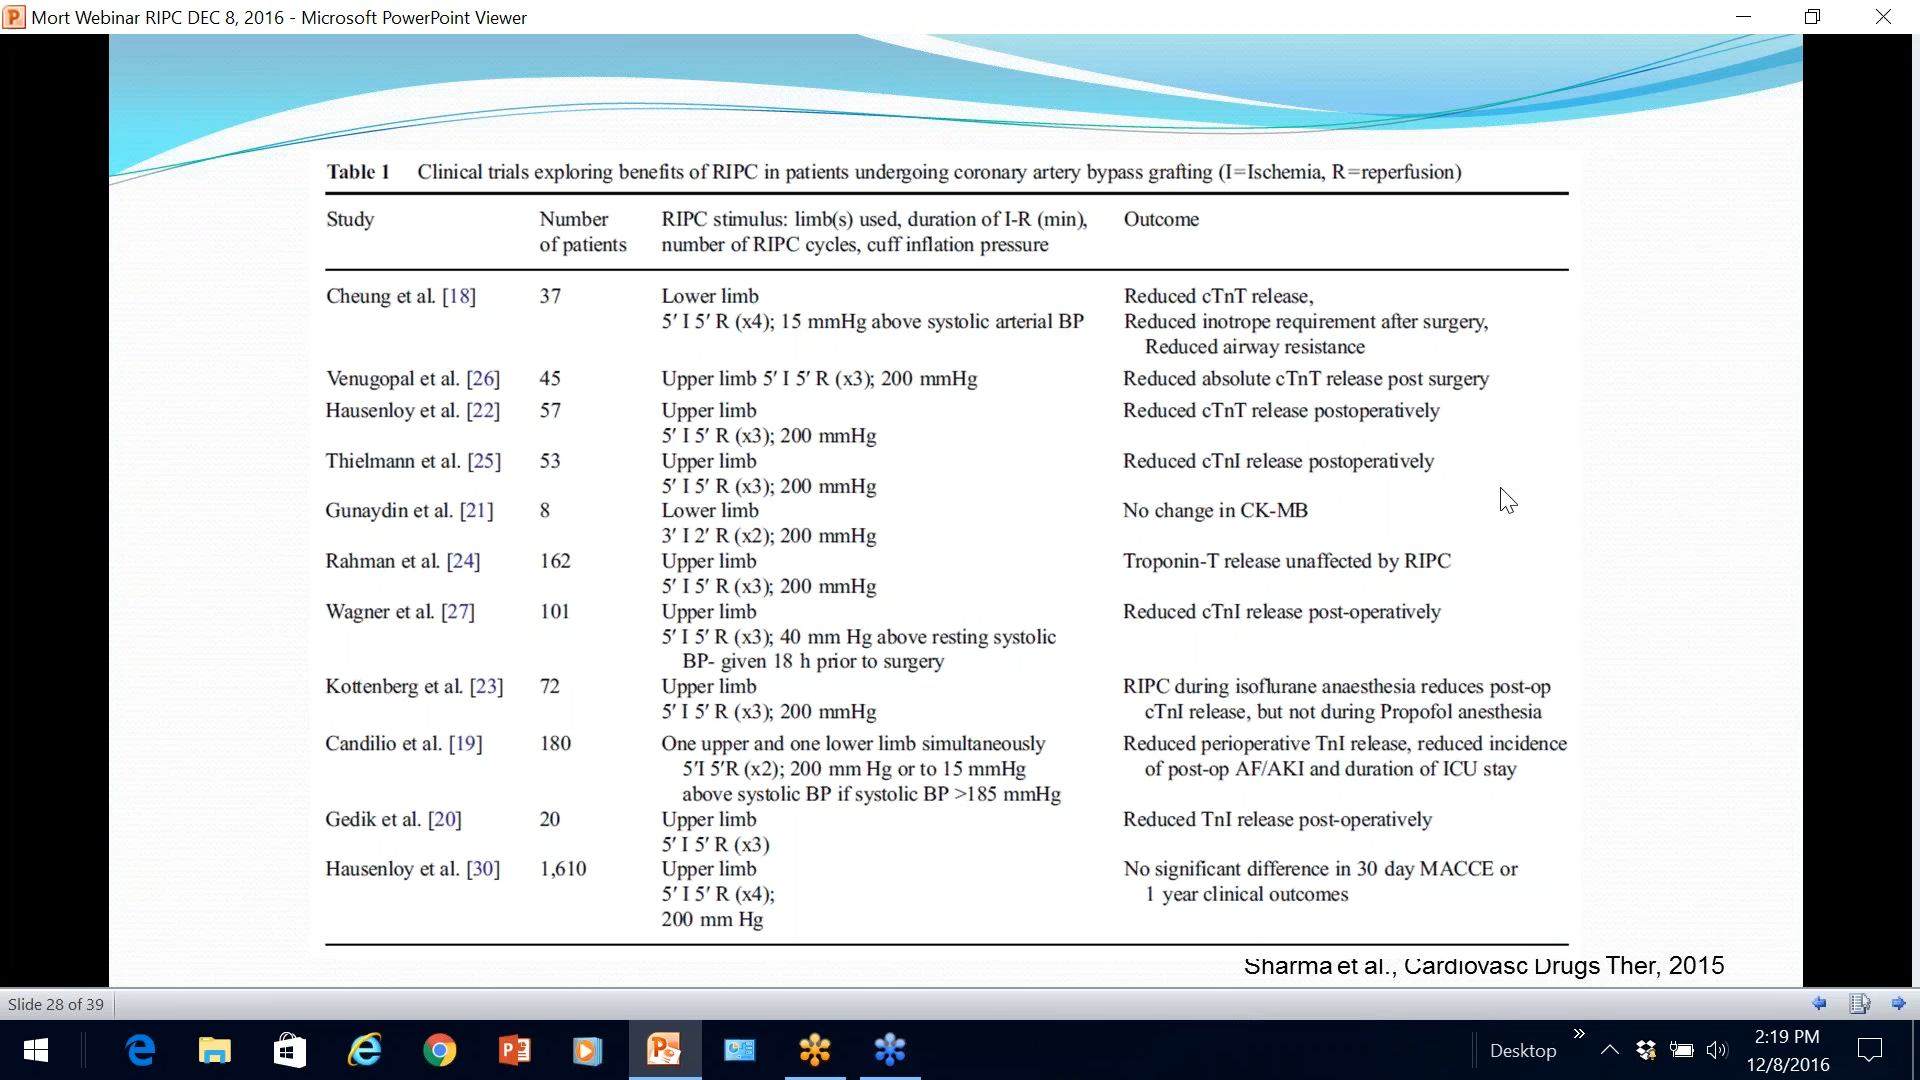 Mort Webinar RIPC DEC 8, 2016 - Microsoft PowerPoint Viewer
Table 1 Clinical trials exploring benefits of RIPC in patients undergoing coronary artery bypass grafting (I=Ischemia, R=reperfusion)
Study Number RIPC stimulus: limb(s) used, duration of I-R (min), Outcome
of patients number of RIPC cycles, cuff inflation pressure
Cheung et al. [18] 37 Lower limb Reduced cTnT release,
5′ I 5′ R (x4); 15 mmHg above systolic arterial BP Reduced inotrope requirement after surgery,
Reduced airway resistance
Venugopal et al. [26] 45 Upper limb 5′ I 5′ R (x3); 200 mmHg Reduced absolute cTnT release post surgery
Hausenloy et al. [22] 57 Upper limb Reduced cTnT release postoperatively
5′ I 5′ R (x3); 200 mmHg
Thielmann et al. [25] 53 Upper limb Reduced cTnI release postoperatively
5′ I 5′ R (x3); 200 mmHg
Gunaydin et al. [21] 8 Lower limb No change in CK-MB
3′ I 2′ R (x2); 200 mmHg
Rahman et al. [24] 162 Upper limb Troponin-T release unaffected by RIPC
5′ I 5′ R (x3); 200 mmHg
Wagner et al. [27] 101 Upper limb Reduced cTnI release post-operatively
5′ I 5′ R (x3); 40 mm Hg above resting systolic
BP- given 18 h prior to surgery
Kottenberg et al. [23] 72 Upper limb RIPC during isoflurane anaesthesia reduces post-op
5′ I 5′ R (x3); 200 mmHg cTnI release, but not during Propofol anesthesia
Candilio et al. [19] 180 One upper and one lower limb simultaneously Reduced perioperative TnI release, reduced incidence
5′I 5′R (x2); 200 mm Hg or to 15 mmHg of post-op AF/AKI and duration of ICU stay
above systolic BP if systolic BP >185 mmHg
Gedik et al. [20] 20 Upper limb Reduced TnI release post-operatively
5′ I 5′ R (x3)
Hausenloy et al. [30] 1,610 Upper limb No significant difference in 30 day MACCE or
5′ I 5′ R (x4); 1 year clinical outcomes
200 mm Hg
Sharma et al., Cardiovasc Drugs Ther, 2015
Slide 28 of 39
Desktop
2:19 PM
12/8/2016